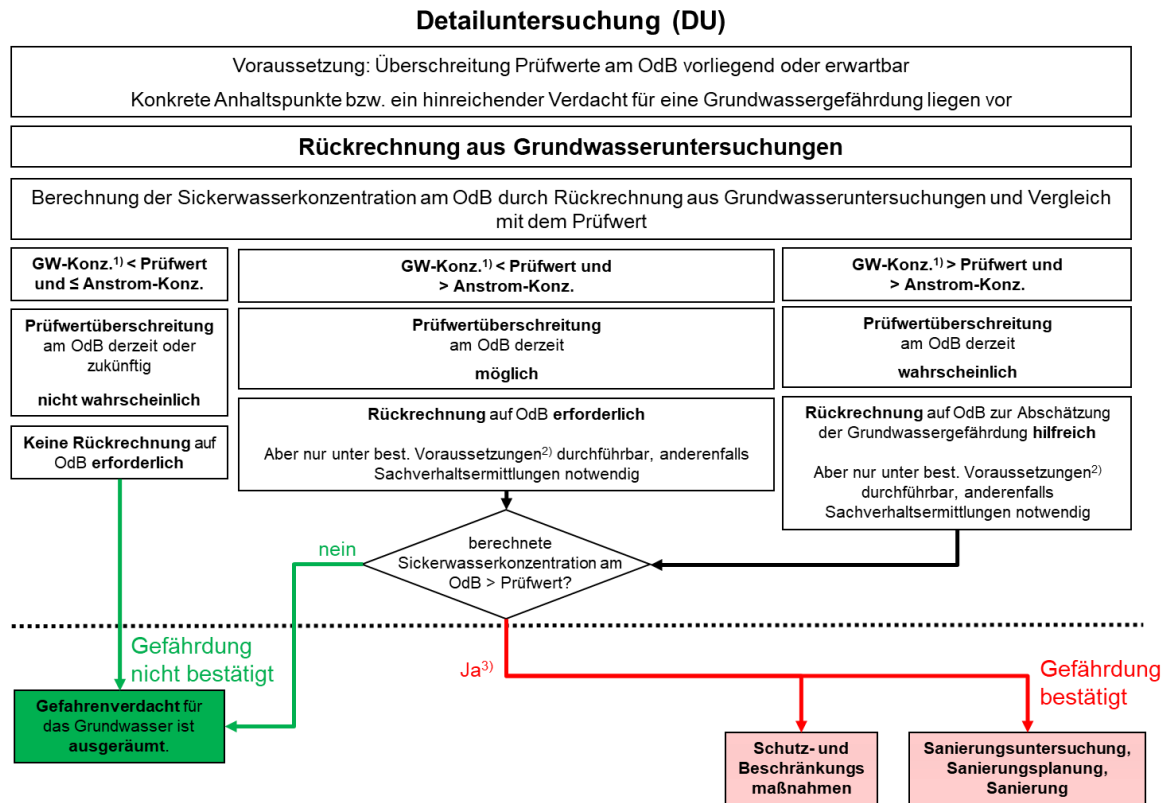 Detailuntersuchung (DU)
Voraussetzung: Überschreitung Prüfwerte am OdB vorliegend oder erwartbar
Konkrete Anhaltspunkte bzw. ein hinreichender Verdacht für eine Grundwassergefährdung liegen vor
Rückrechnung aus Grundwasseruntersuchungen
Berechnung der Sickerwasserkonzentration am OdB durch Rückrechnung aus Grundwasseruntersuchungen und Vergleich
mit dem Prüfwert
GW-Konz.¹⁾ < Prüfwert
und ≤ Anstrom-Konz.
Prüfwertüberschreitung
am OdB derzeit oder
zukünftig
nicht wahrscheinlich
Keine Rückrechnung auf
OdB erforderlich
GW-Konz.¹⁾ < Prüfwert und
> Anstrom-Konz.
Prüfwertüberschreitung
am OdB derzeit
möglich
Rückrechnung auf OdB erforderlich
Aber nur unter best. Voraussetzungen²⁾ durchführbar, anderenfalls
Sachverhaltsermittlungen notwendig
GW-Konz.¹⁾ > Prüfwert und
> Anstrom-Konz.
Prüfwertüberschreitung
am OdB derzeit
wahrscheinlich
Rückrechnung auf OdB zur Abschätzung
der Grundwassergefährdung hilfreich
Aber nur unter best. Voraussetzungen²⁾
durchführbar, anderenfalls
Sachverhaltsermittlungen notwendig
nein
berechnete
Sickerwasserkonzentration am
OdB > Prüfwert?
Gefährdung
nicht bestätigt
Ja³⁾
Gefährdung
bestätigt
Gefahrenverdacht für
das Grundwasser ist
ausgeräumt.
Schutz- und
Beschränkungs
maßnahmen
Sanierungsuntersuchung,
Sanierungsplanung,
Sanierung